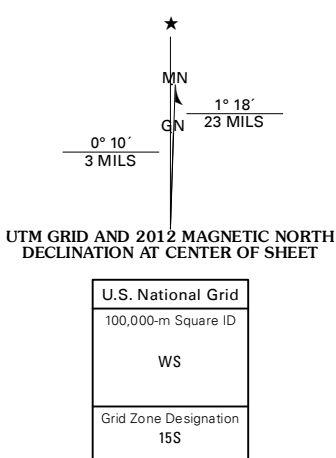 ★
MN
GN
1° 18´
23 MILS
0° 10´
3 MILS
UTM GRID AND 2012 MAGNETIC NORTH
DECLINATION AT CENTER OF SHEET
U.S. National Grid
100,000-m Square ID
WS
Grid Zone Designation
15S